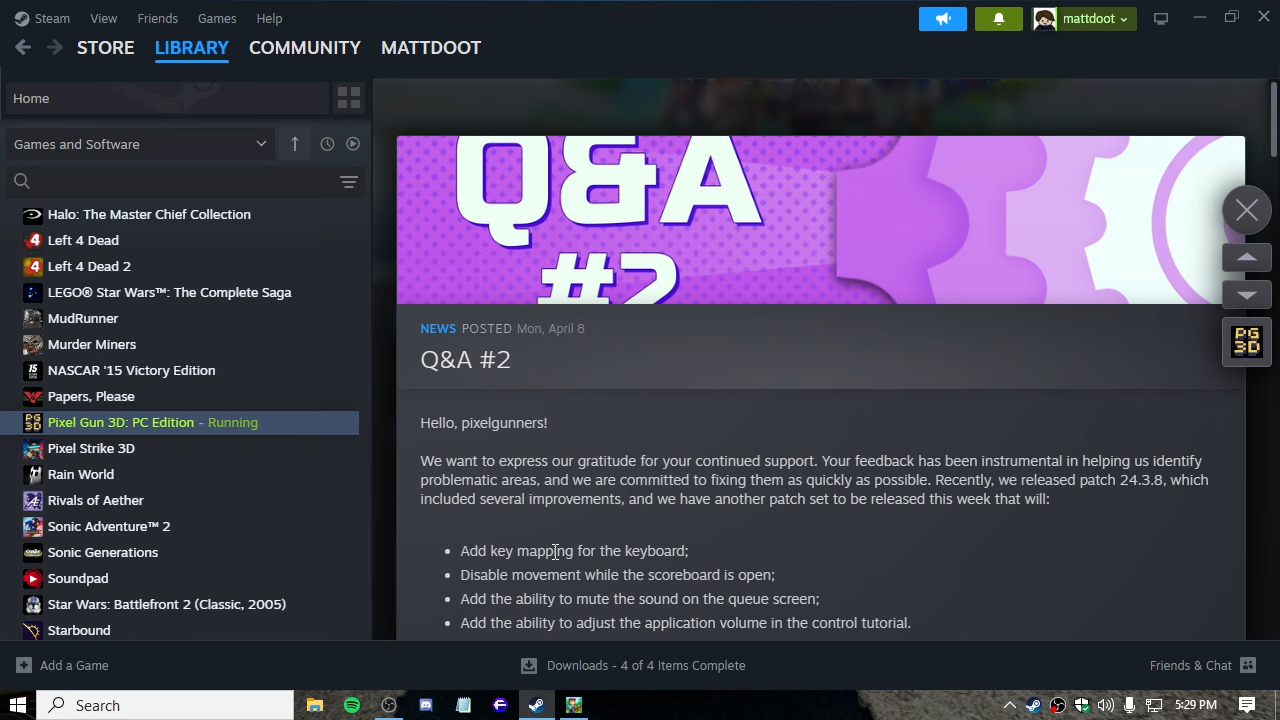 Steam View Friends Games Help
mattdoot
STORE LIBRARY COMMUNITY MATTDOOT
Home
Games and Software
Halo: The Master Chief Collection
Left 4 Dead
Left 4 Dead 2
LEGO® Star Wars™: The Complete Saga
MudRunner
Murder Miners
NASCAR '15 Victory Edition
Papers, Please
Pixel Gun 3D: PC Edition - Running
Pixel Strike 3D
Rain World
Rivals of Aether
Sonic Adventure™ 2
Sonic Generations
Soundpad
Star Wars: Battlefront 2 (Classic, 2005)
Starbound
Q&A
#2
NEWS POSTED Mon, April 8
Q&A #2
Hello, pixelgunners!
We want to express our gratitude for your continued support. Your feedback has been instrumental in helping us identify
problematic areas, and we are committed to fixing them as quickly as possible. Recently, we released patch 24.3.8, which
included several improvements, and we have another patch set to be released this week that will:
• Add key mapping for the keyboard;
• Disable movement while the scoreboard is open;
• Add the ability to mute the sound on the queue screen;
• Add the ability to adjust the application volume in the control tutorial.
PG
3D
Add a Game
Downloads - 4 of 4 Items Complete
Friends & Chat
Search
5:29 PM